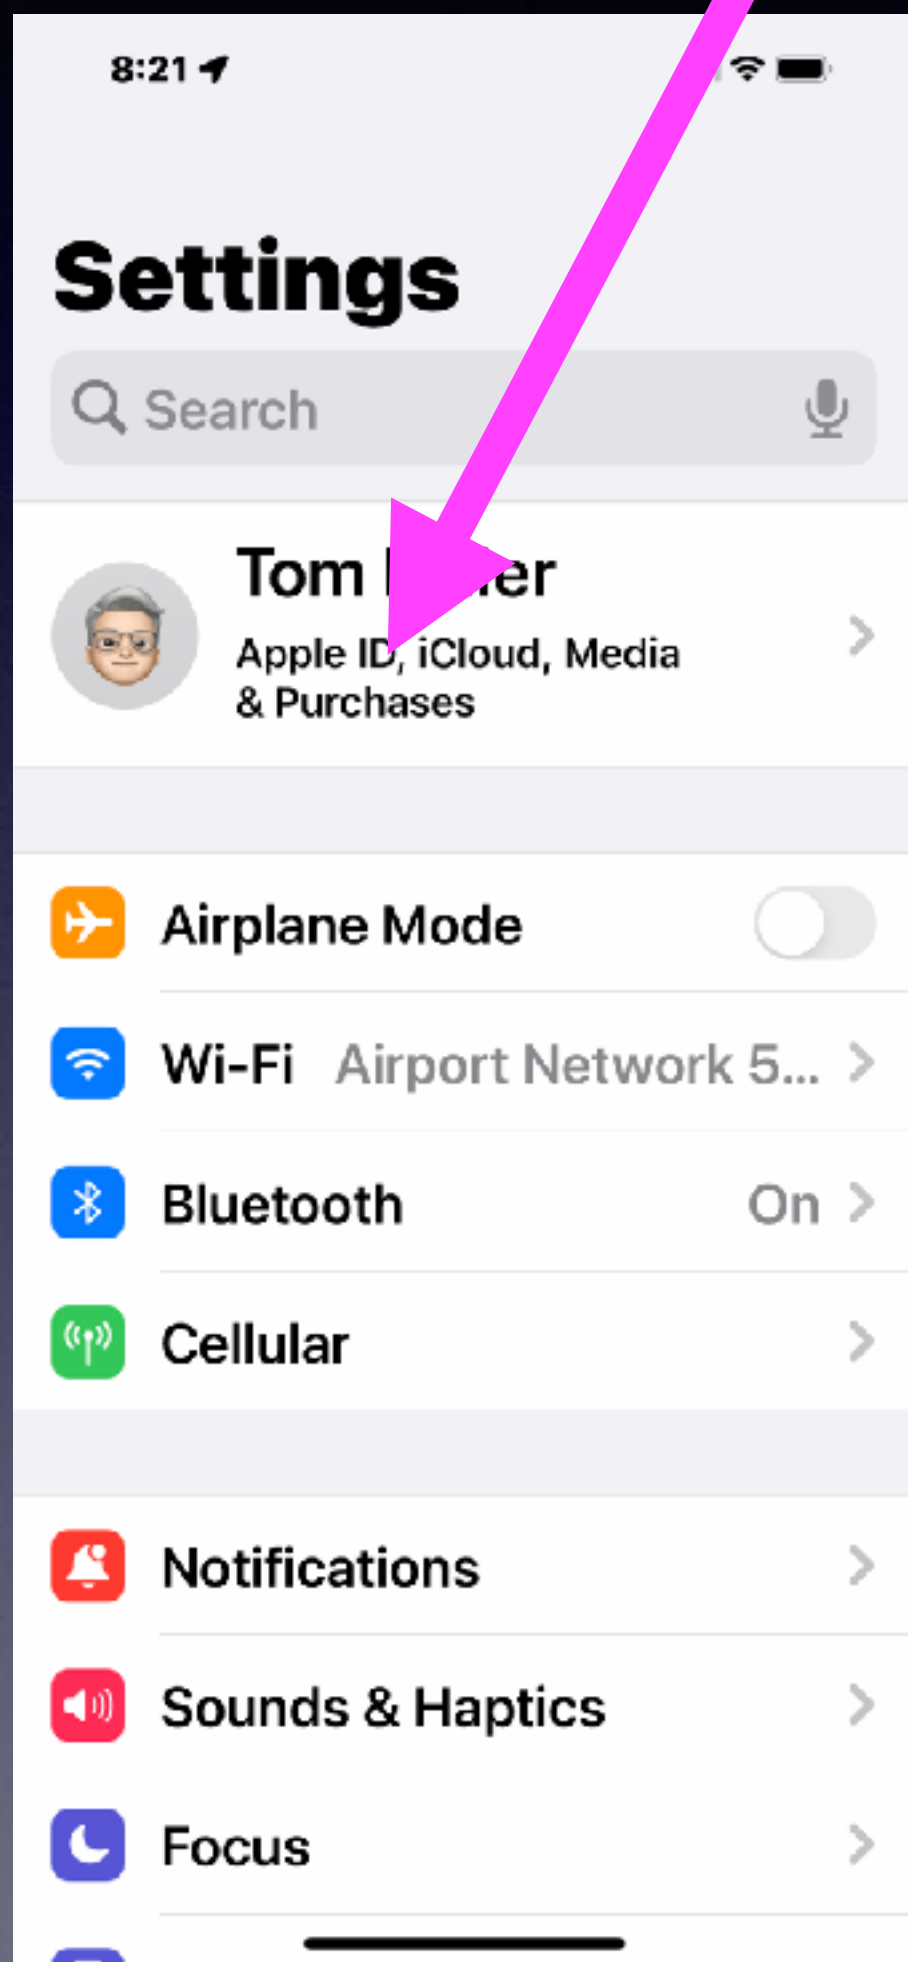 8:21
Settings
Search
Tom
Apple ID, iCloud, Media
& Purchases
Airplane Mode
Wi-Fi Airport Network 5...
Bluetooth On
Cellular
Notifications
Sounds & Haptics
Focus